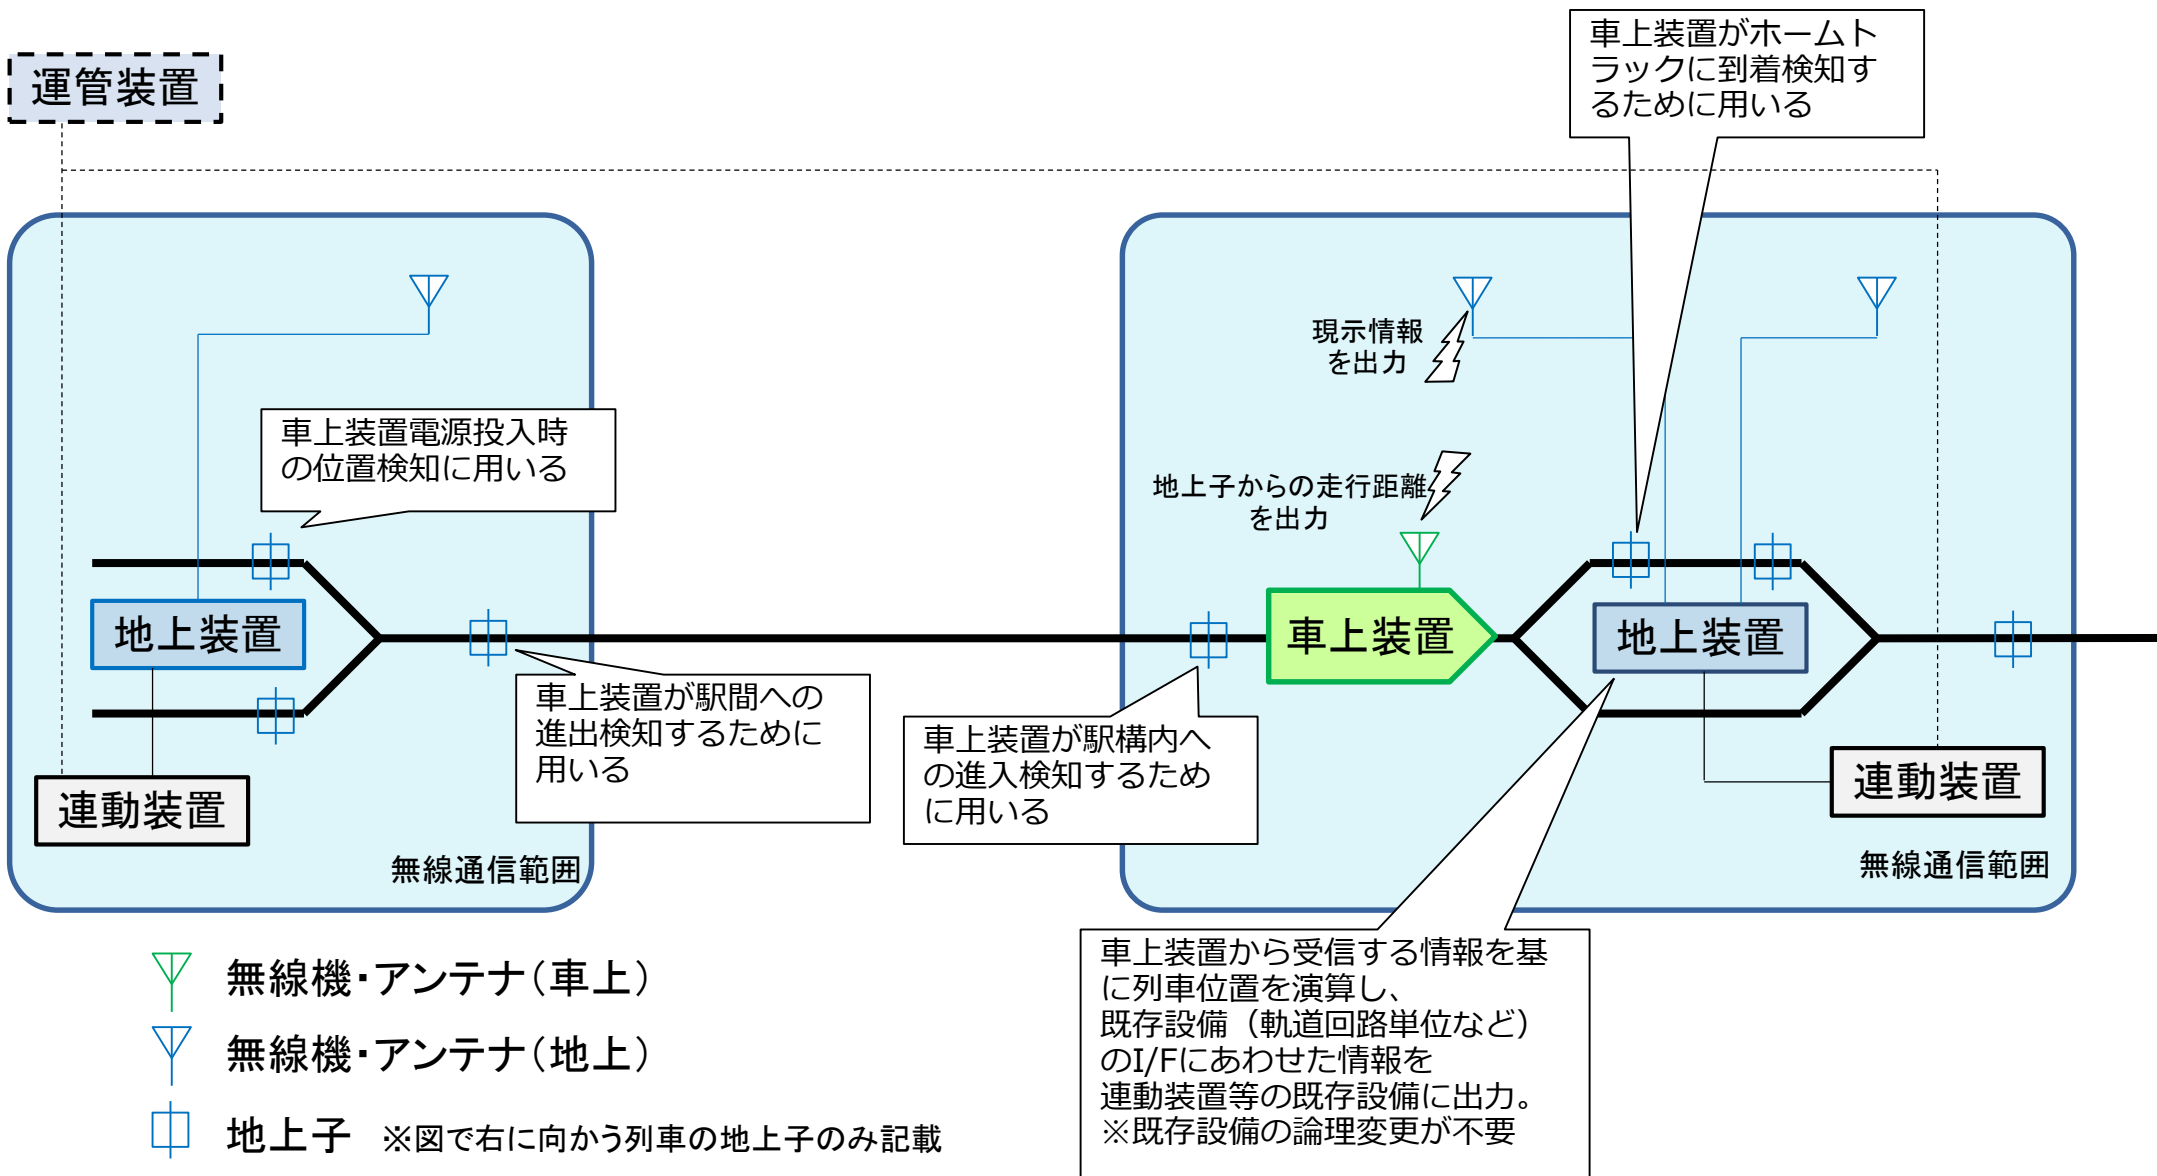 運管装置
車上装置がホームト
ラックに到着検知す
るために用いる
現示情報
を出力
車上装置電源投入時
の位置検知に用いる
地上子からの走行距離
を出力
地上装置
車上装置
地上装置
車上装置が駅間への
進出検知するために
用いる
車上装置が駅構内へ
の進入検知するため
に用いる
連動装置
連動装置
無線通信範囲
無線通信範囲
車上装置から受信する情報を基
に列車位置を演算し、
既存設備（軌道回路単位など）
のI/Fにあわせた情報を
連動装置等の既存設備に出力。
※既存設備の論理変更が不要
無線機・アンテナ（車上）
無線機・アンテナ（地上）
地上子 ※図で右に向かう列車の地上子のみ記載